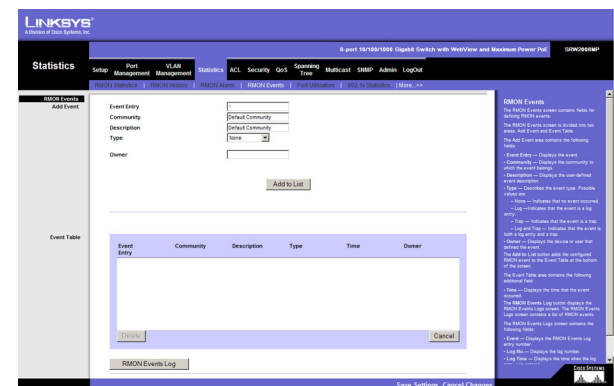 LINKSYS®
A Division of Cisco Systems, Inc.
8-port 10/100/1000 Gigabit Switch with WebView and Maximum Power PoE
SRW2008MP
Statistics
Setup
Port Management
VLAN Management
Statistics
ACL
Security
QoS
Spanning Tree
Multicast
SNMP
Admin
LogOut
RMON Statistics | RMON History | RMON Alarm | RMON Events | Port Utilization | 802.1x Statistics | More...>>
RMON Events
Add Event
Event Entry
1
Community
Default Community
Description
Default Community
Type
None
Owner
Add to List
Event Table
Event Entry
Community
Description
Type
Time
Owner
Delete
Cancel
RMON Events Log
Save Settings
Cancel Changes
RMON Events
The RMON Events screen contains fields for
defining RMON events.
The RMON Events screen is divided into two
areas, Add Event and Event Table.
The Add Event area contains the following
fields:
• Event Entry — Displays the event.
• Community — Displays the community to
which the event belongs.
• Description — Displays the user-defined
event description.
• Type — Describes the event type. Possible
values are:
– None — Indicates that no event occurred.
– Log —Indicates that the event is a log
entry.
– Trap — Indicates that the event is a trap.
– Log and Trap — Indicates that the event is
both a log entry and a trap.
• Owner — Displays the device or user that
defined the event.
The Add to List button adds the configured
RMON event to the Event Table at the bottom
of the screen.
The Event Table area contains the following
additional field:
• Time — Displays the time that the event
occurred.
The RMON Events Log button displays the
RMON Events Logs screen. The RMON Events
Logs screen contains a list of RMON events.
The RMON Events Logs screen contains the
following fields:
• Event — Displays the RMON Events Log
entry number.
• Log No.— Displays the log number.
• Log Time — Displays the time when the log
CISCO SYSTEMS